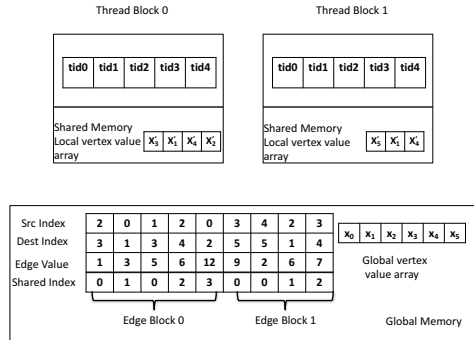 Thread Block 0
Thread Block 1
tid0 tid1 tid2 tid3 tid4
tid0 tid1 tid2 tid3 tid4
Shared Memory
Local vertex value
array
X'3 X'1 X'4 X'2
Shared Memory
Local vertex value
array
X'5 X'1 X'4
Src Index 2 0 1 2 0 3 4 2 3
Dest Index 3 1 3 4 2 5 5 1 4
Edge Value 1 3 5 6 12 9 2 6 7
Shared Index 0 1 0 2 3 0 0 1 2
x0 x1 x2 x3 x4 x5
Global vertex
value array
Edge Block 0
Edge Block 1
Global Memory